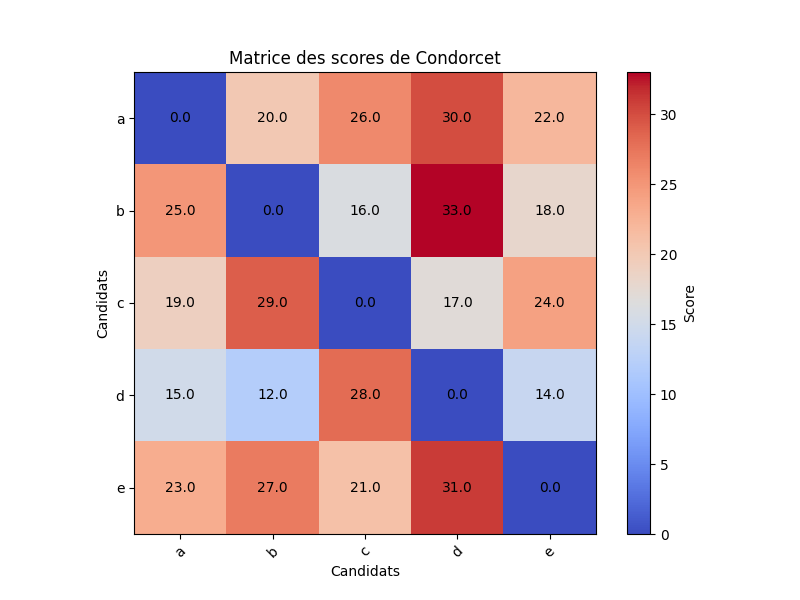 Matrice des scores de Condorcet
a 0.0 20.0 26.0 30.0 22.0
b 25.0 0.0 16.0 33.0 18.0
c 19.0 29.0 0.0 17.0 24.0
d 15.0 12.0 28.0 0.0 14.0
e 23.0 27.0 21.0 31.0 0.0
a b c d e
Candidats
Candidats
30
25
20
15
10
5
0
Score